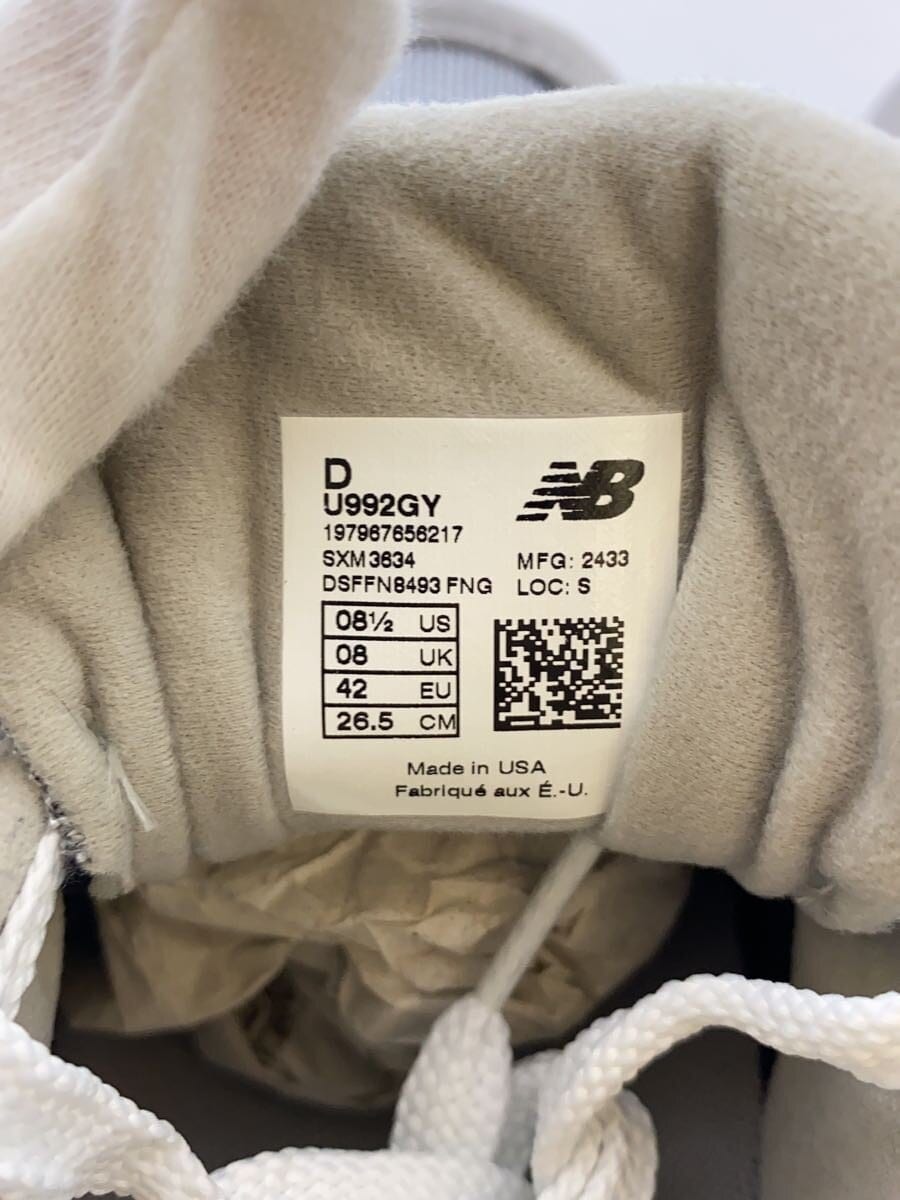 D
NB
U992GY
197967656217
SXM3634
MFG: 2433
DSFFN8493 FNG
LOC: S
08½ US
08 UK
42 EU
26.5 CM
Made in USA
Fabriqué aux É.-U.